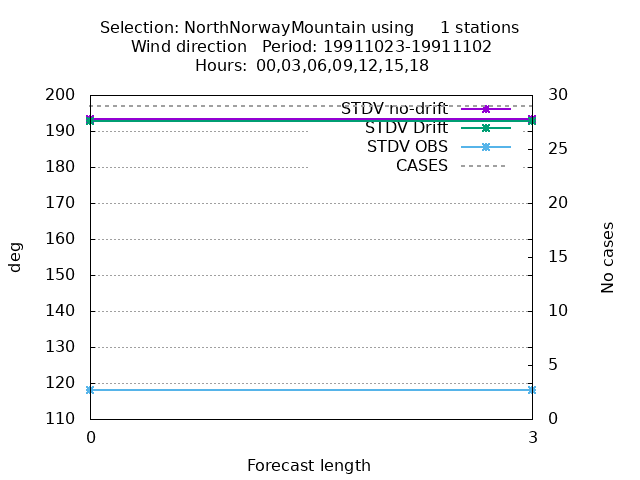 Selection: NorthNorwayMountain using     1 stations
Wind direction   Period: 19911023-19911102
Hours:  00,03,06,09,12,15,18
200
190
180
170
160
150
140
130
120
110
deg
30
25
20
15
10
5
0
No cases
STDV no-drift
STDV Drift
STDV OBS
CASES
0
3
Forecast length